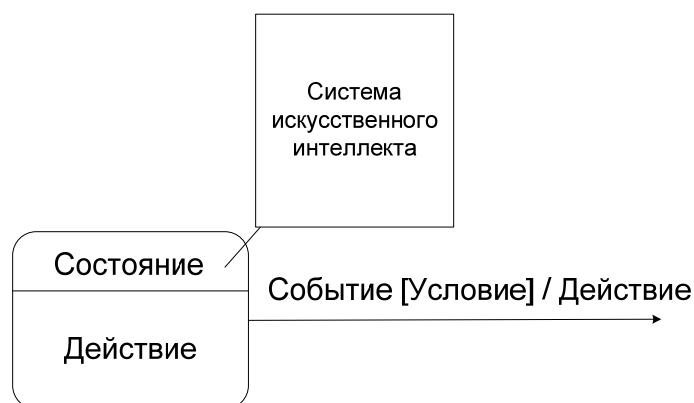 Система
искусственного
интеллекта
Состояние
Событие [Условие] / Действие
Действие